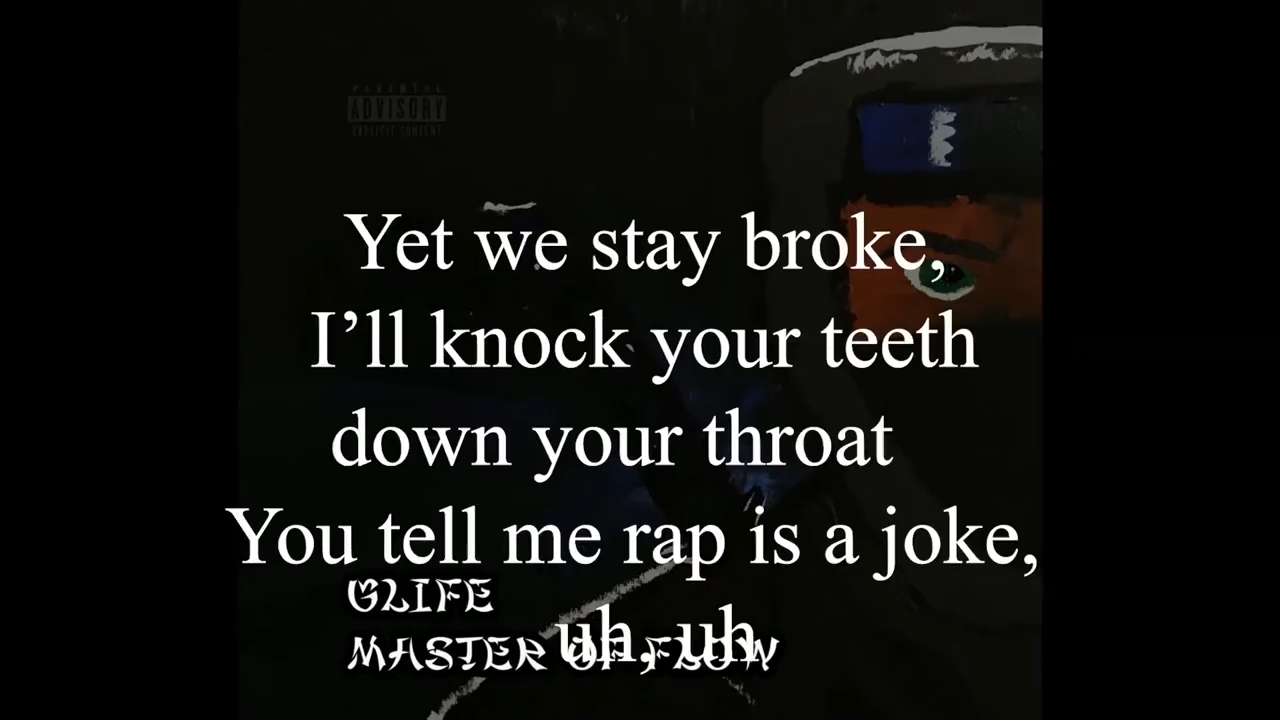 PARENTAL
ADVISORY
EXPLICIT CONTENT
Yet we stay broke,
I’ll knock your teeth
down your throat
You tell me rap is a joke,
uh, uh
GLIFE
MASTER OF FLOW